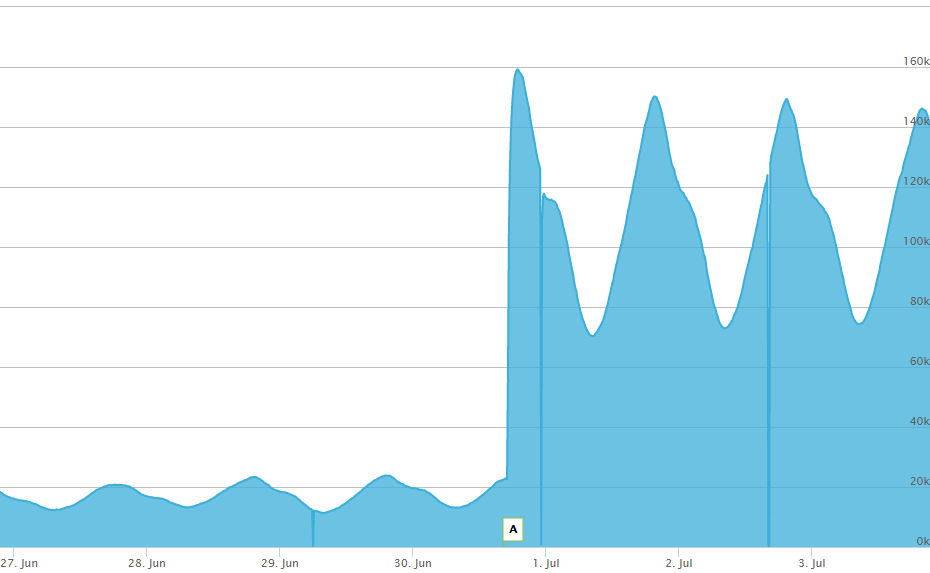 160k
140k
120k
100k
80k
60k
40k
20k
A
0k
27. Jun
28. Jun
29. Jun
30. Jun
1. Jul
2. Jul
3. Jul